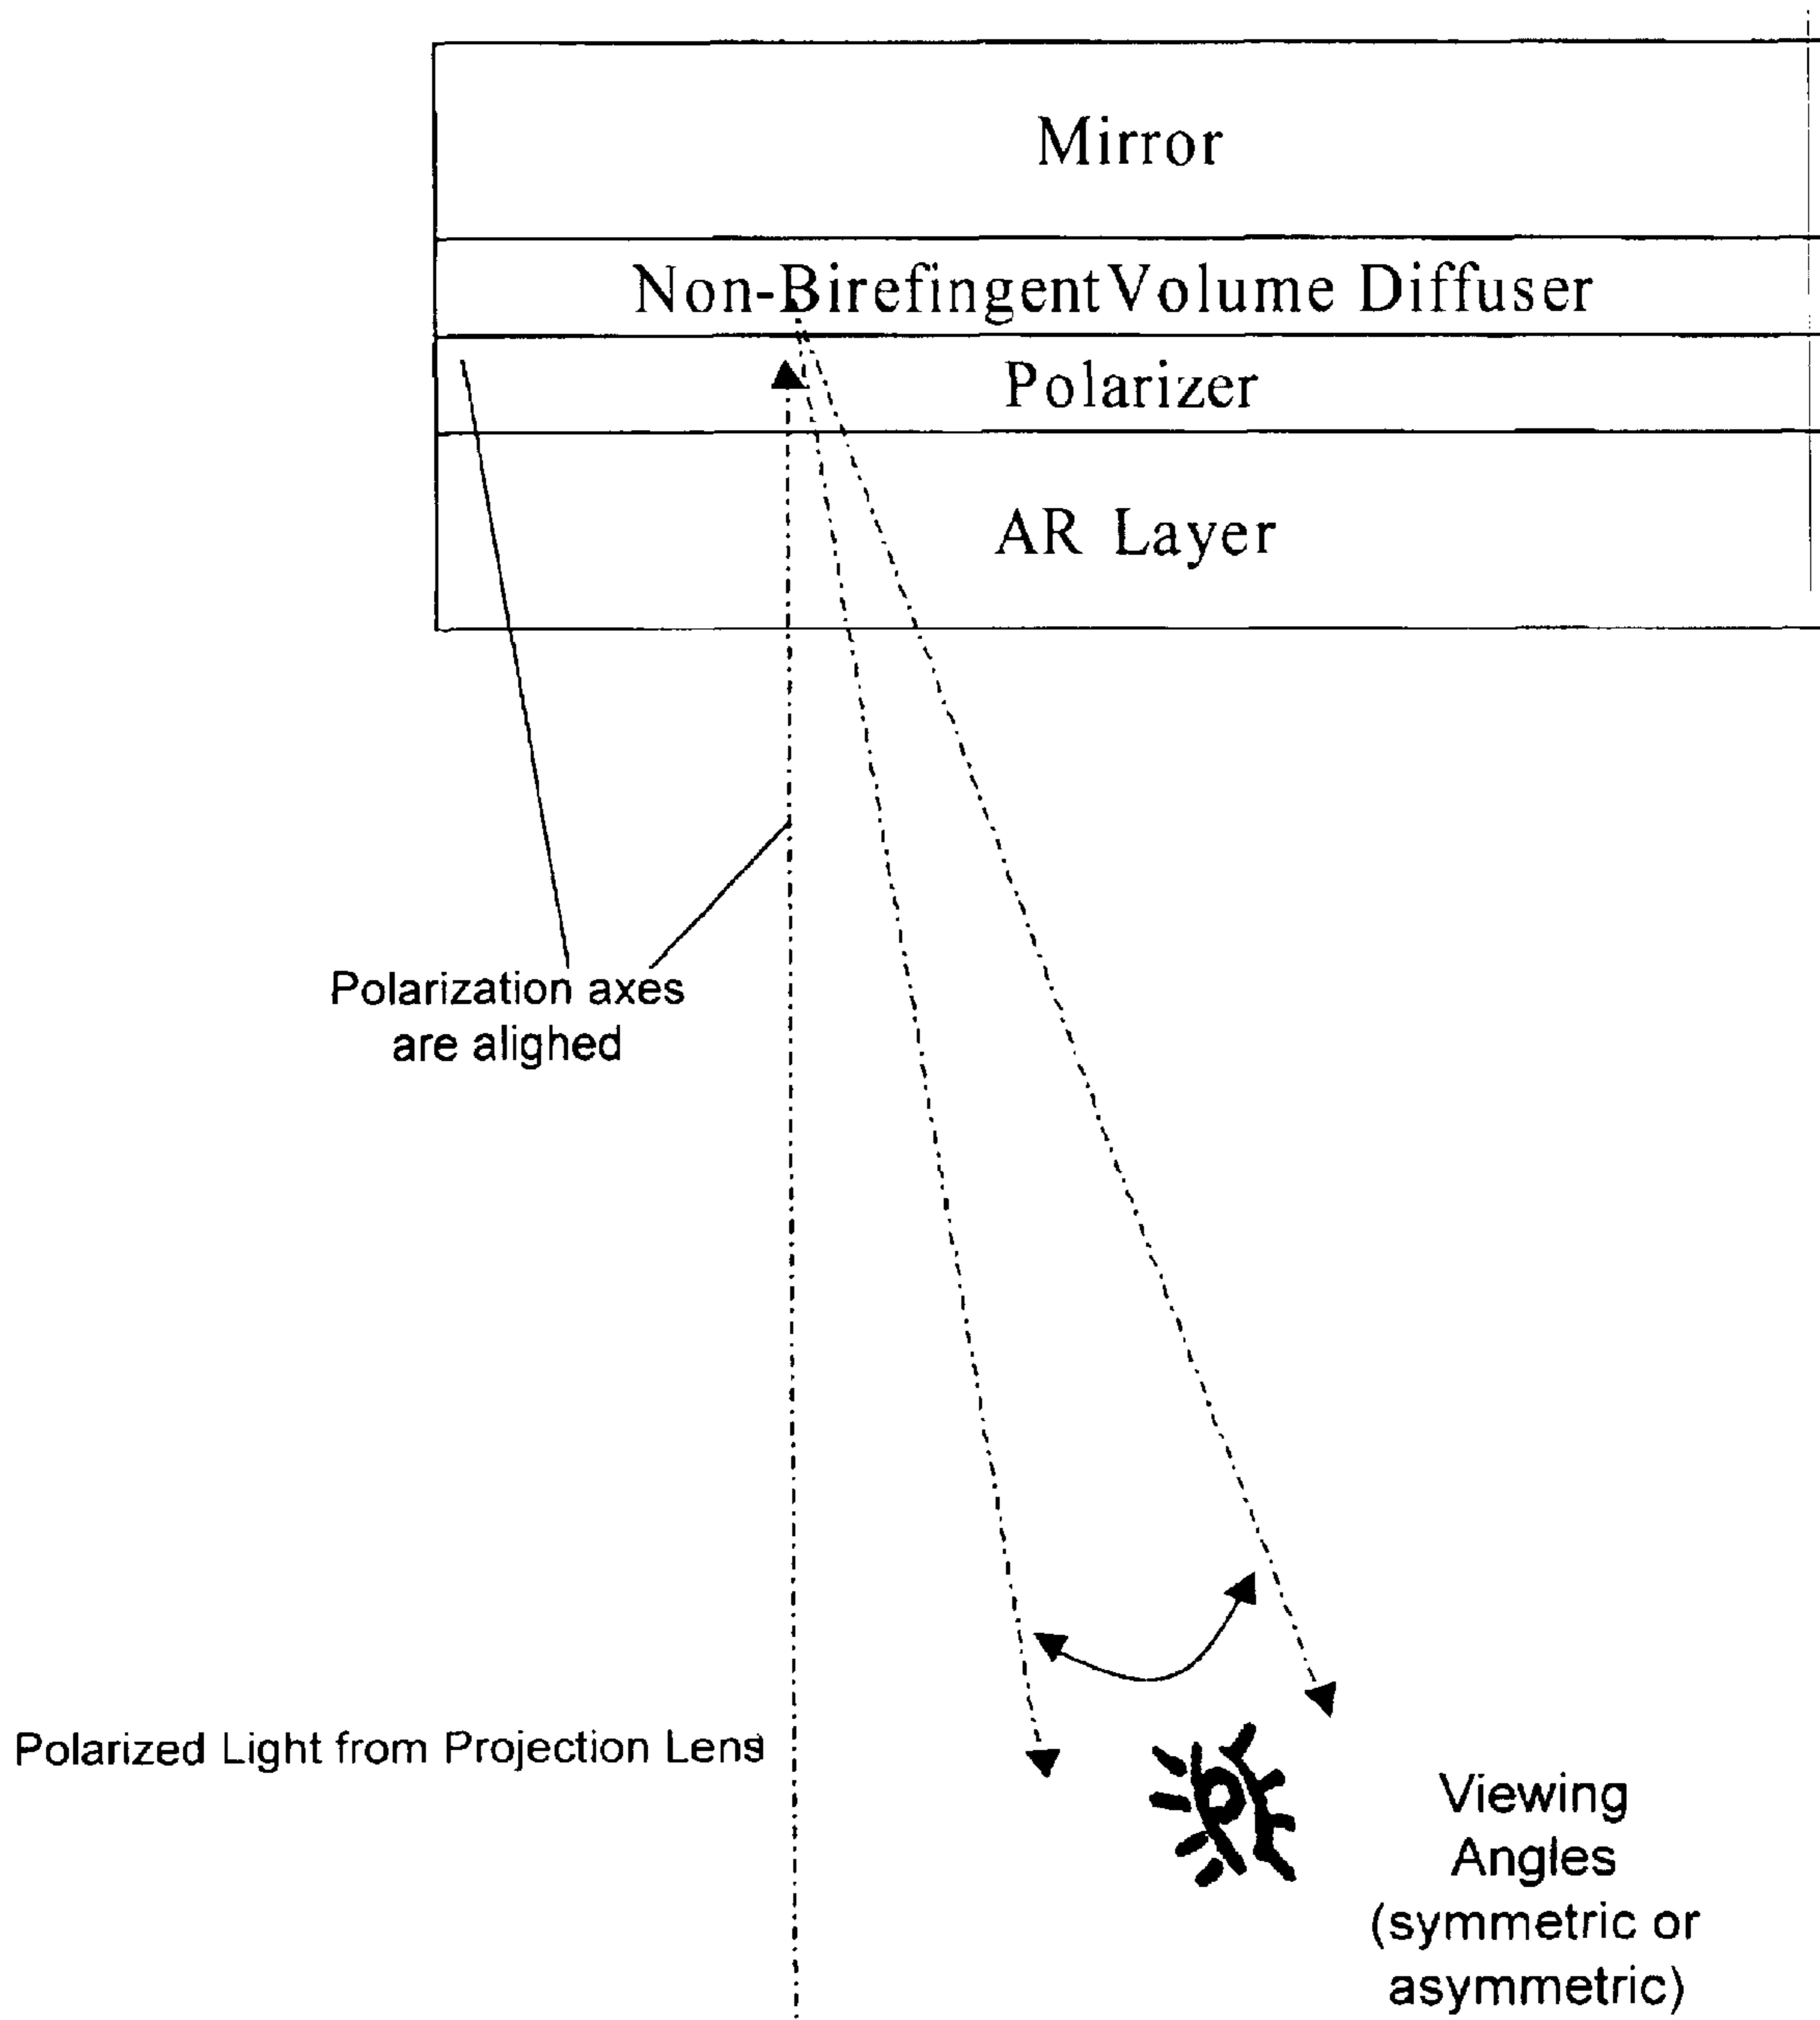 Mirror
Non-Birefingent Volume Diffuser
Polarizer
AR Layer
Polarization axes
are alighed
Polarized Light from Projection Lens
Viewing
Angles
(symmetric or
asymmetric)